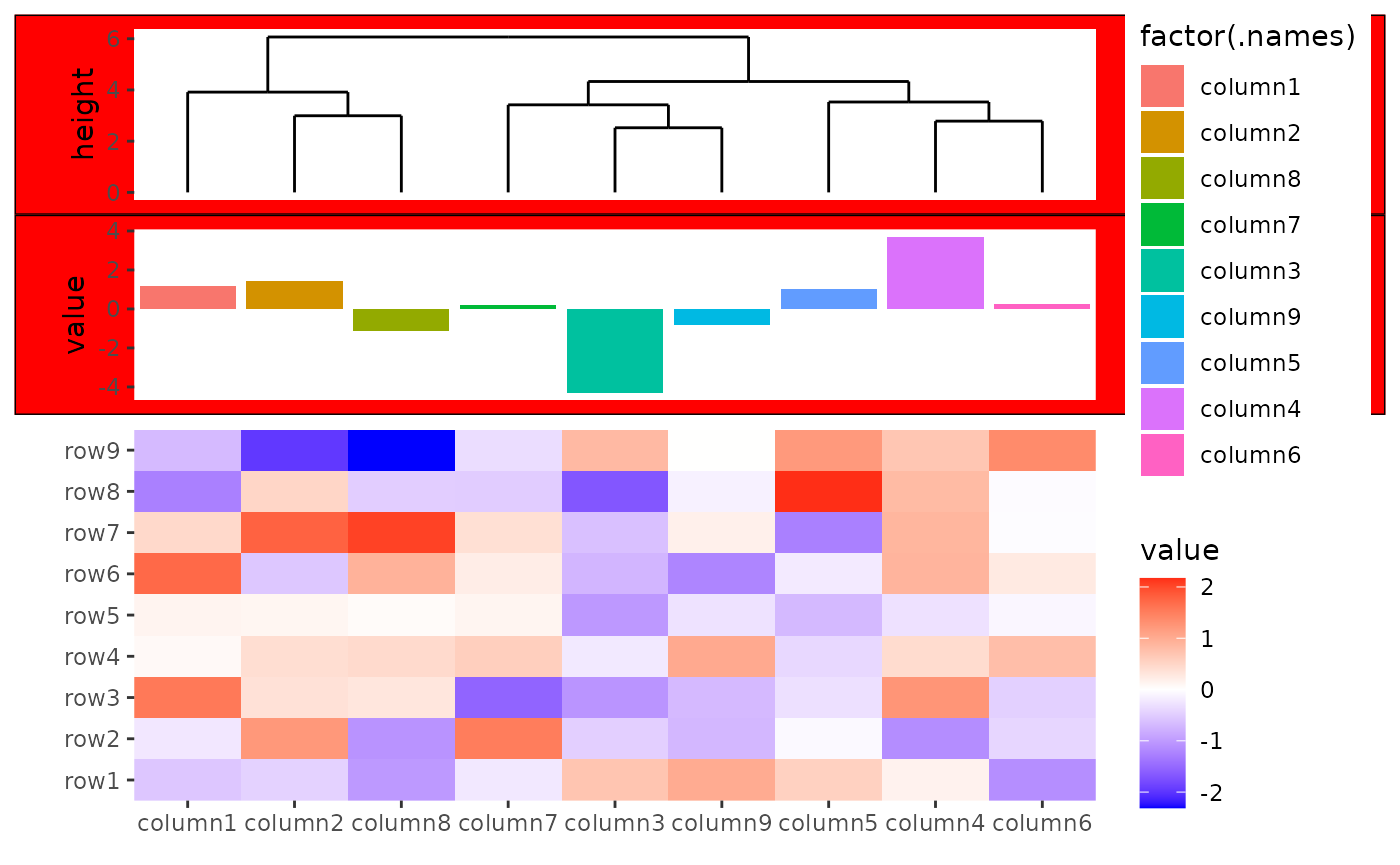 height
6
4
2
0
value
4
2
0
-2
-4
row9
row8
row7
row6
row5
row4
row3
row2
row1
column1 column2 column8 column7 column3 column9 column5 column4 column6
factor(.names)
column1
column2
column8
column7
column3
column9
column5
column4
column6
value
2
1
0
-1
-2